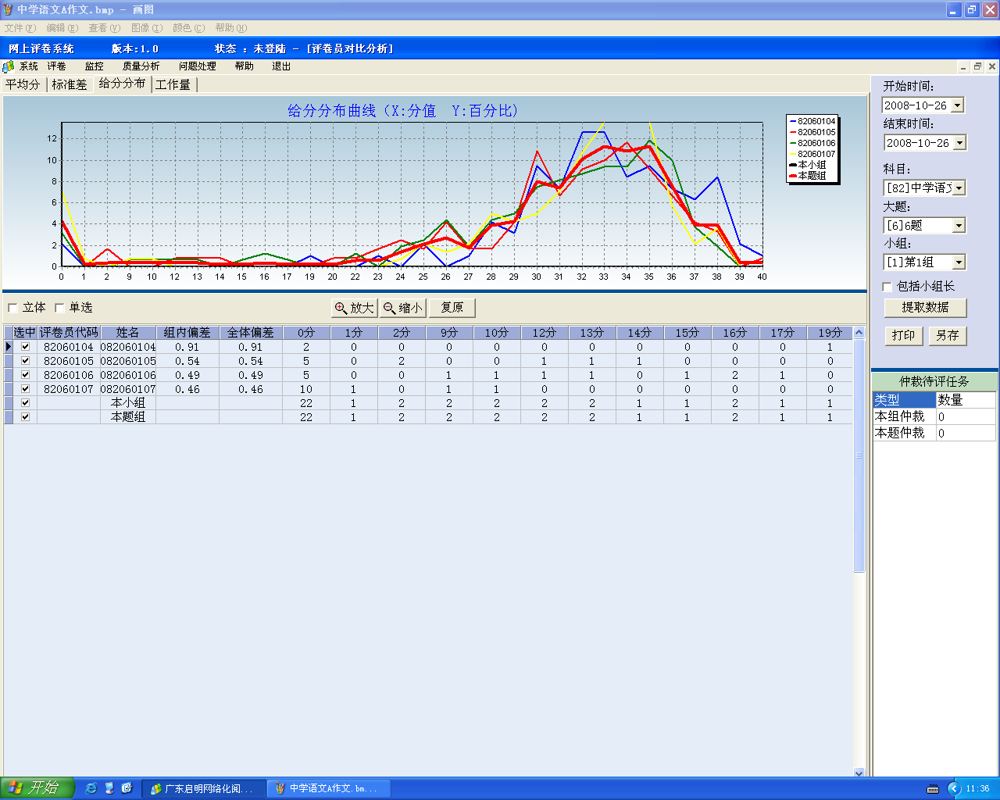 中学语文A作文.bmp - 画图
文件(F) 编辑(E) 查看(V) 图像(I) 颜色(C) 帮助(H)
网上评卷系统 版本:1.0 状态 : 未登陆 - [评卷员对比分析]
系统 评卷 监控 质量分析 问题处理 帮助 退出
平均分 标准差 给分分布 工作量
给分分布曲线 (X:分值 Y:百分比)
12
10
8
6
4
2
0
0 1 2 9 10 12 13 14 15 16 17 19 20 22 23 24 25 26 27 28 29 30 31 32 33 34 35 36 37 38 39 40
82060104
82060105
82060106
82060107
本小组
本题组
立体 单选 放大 缩小 复原
选中 评卷员代码 姓名 组内偏差 全体偏差 0分 1分 2分 9分 10分 12分 13分 14分 15分 16分 17分 19分
82060104 082060104 0.91 0.91 2 0 0 0 0 0 0 0 0 0 0 1
82060105 082060105 0.54 0.54 5 0 2 0 0 1 1 1 0 0 0 0
82060106 082060106 0.49 0.49 5 0 0 1 1 1 1 0 1 2 1 0
82060107 082060107 0.46 0.46 10 1 0 1 1 0 0 0 0 0 0 0
本小组 22 1 2 2 2 2 2 1 1 2 1 1
本题组 22 1 2 2 2 2 2 1 1 2 1 1
开始时间:
2008-10-26
结束时间:
2008-10-26
科目:
[82]中学语文
大题:
[6]6题
小组:
[1]第1组
包括小组长
提取数据
打印 另存
仲裁待评任务
类型 数量
本组仲裁 0
本题仲裁 0
开始 广东启明网络化阅... 中学语文A作文.bm... 11:36